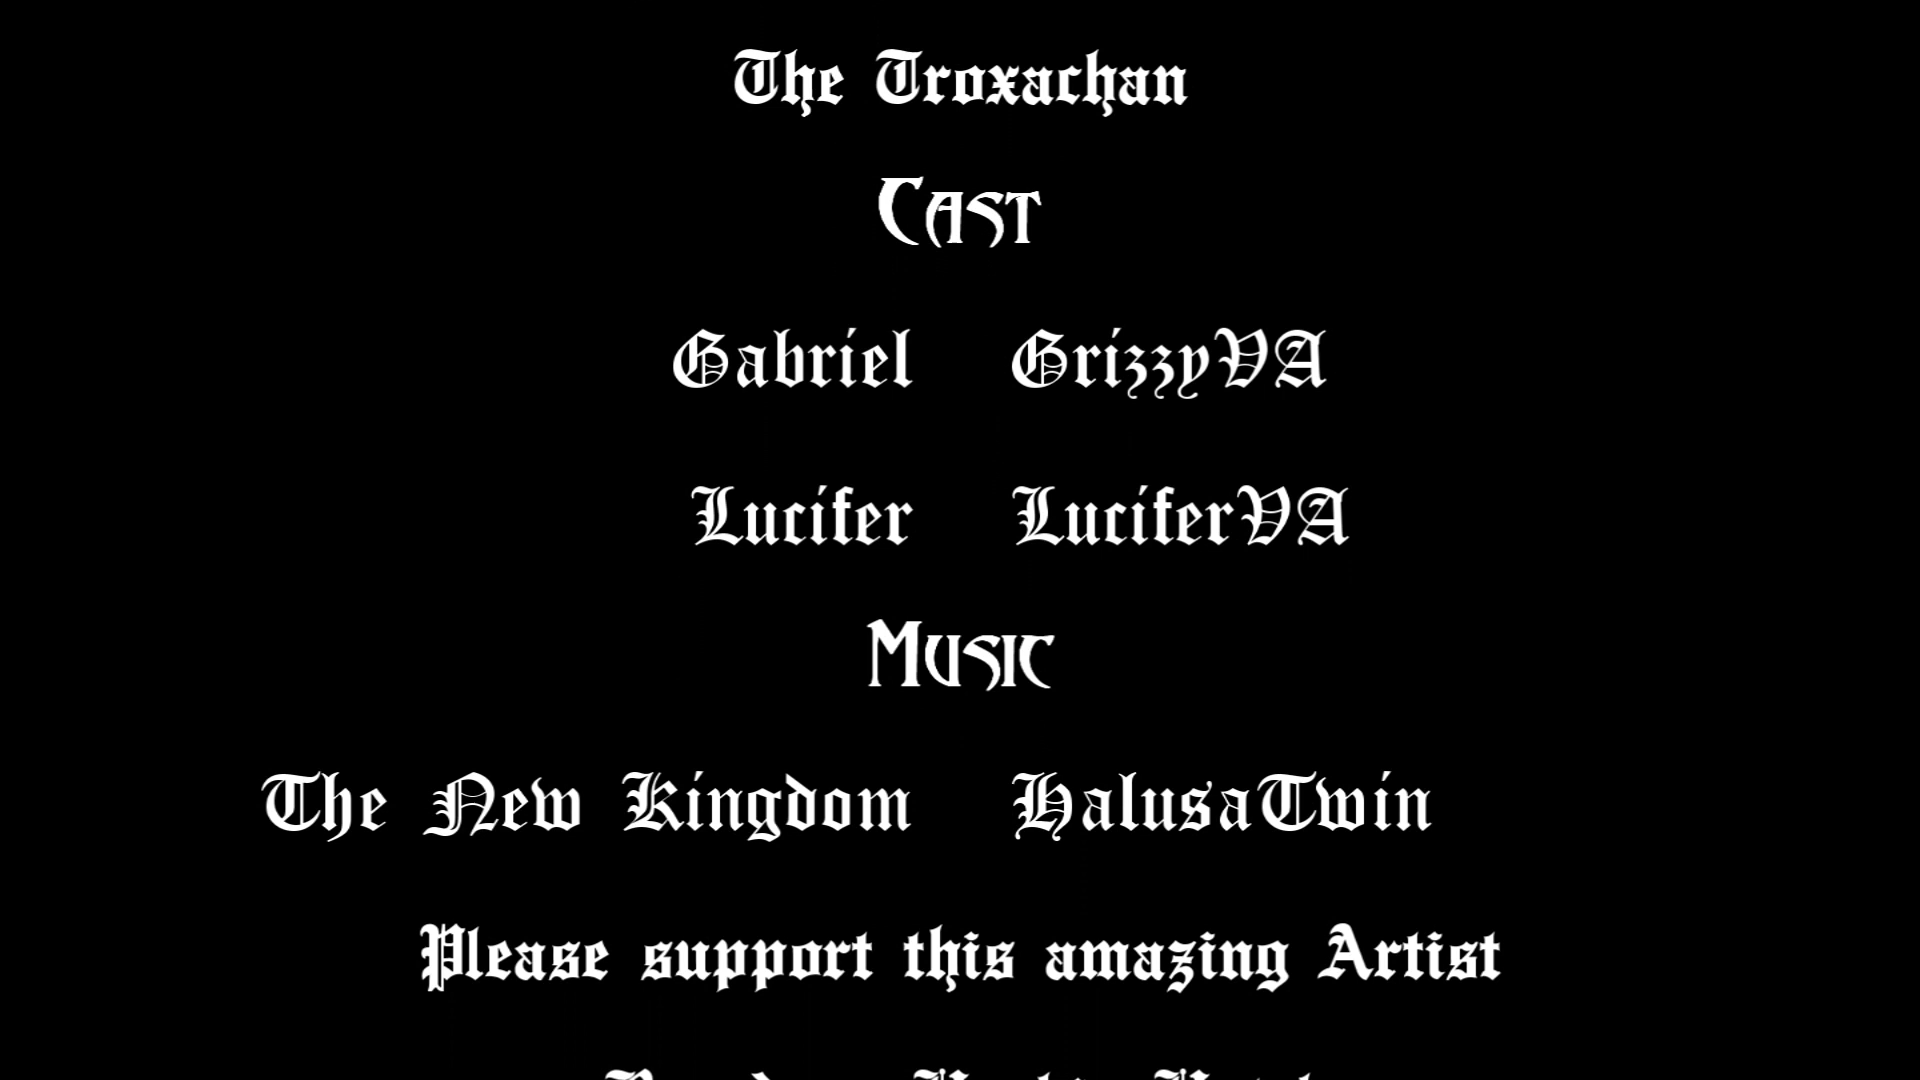 The Troxachan
Cast
Gabriel GrizzyVA
Lucifer LuciferVA
Music
The New Kingdom HalusaTwin
Please support this amazing Artist